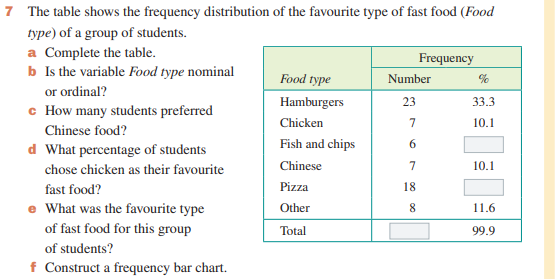 7 The table shows the frequency distribution of the favourite type of fast food (Food
type) of a group of students.
a Complete the table.
b Is the variable Food type nominal
or ordinal?
c How many students preferred
Chinese food?
d What percentage of students
chose chicken as their favourite
fast food?
e What was the favourite type
of fast food for this group
of students?
f Construct a frequency bar chart.
Frequency
Food type Number %
Hamburgers 23 33.3
Chicken 7 10.1
Fish and chips 6
Chinese 7 10.1
Pizza 18
Other 8 11.6
Total 99.9